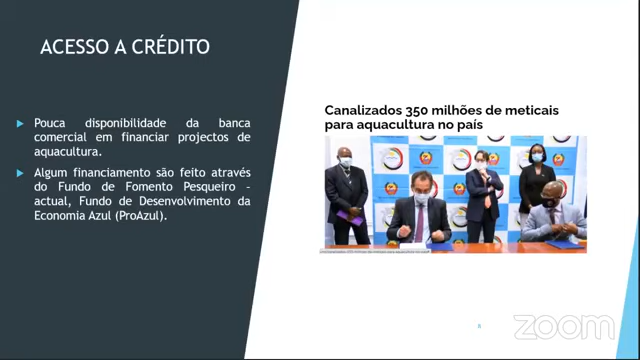 ACESSO A CRÉDITO
Pouca disponibilidade da banca
comercial em financiar projectos de
aquacultura.
Algum financiamento são feito através
do Fundo de Fomento Pesqueiro –
actual, Fundo de Desenvolvimento da
Economia Azul (ProAzul).
Canalizados 350 milhões de meticais
para aquacultura no país
zoom